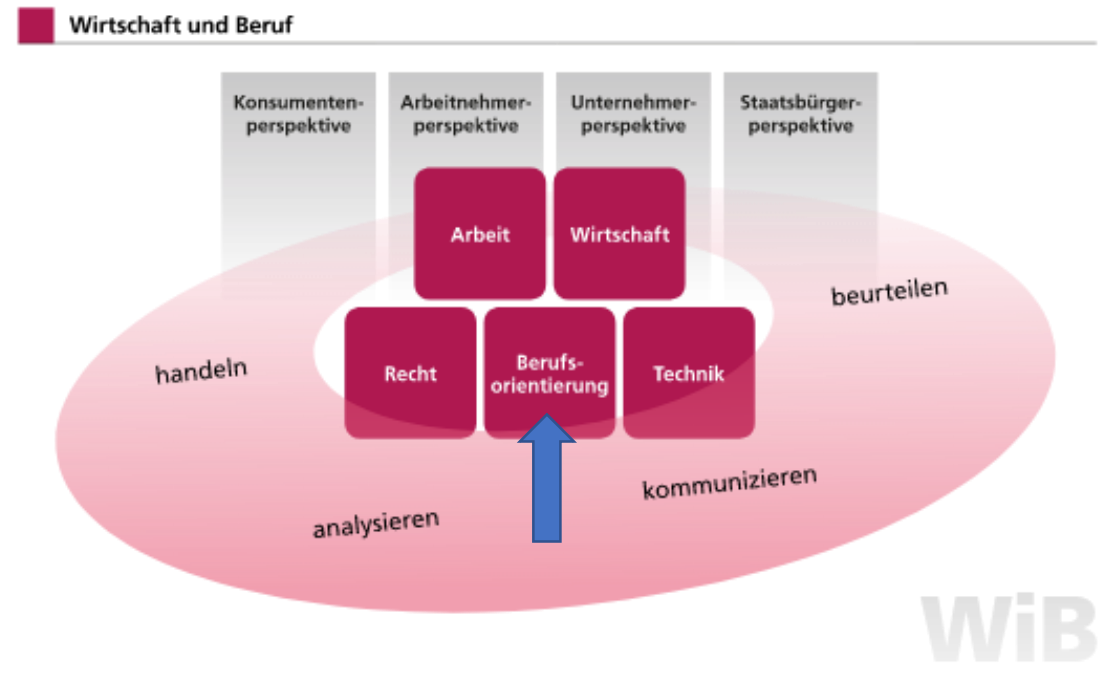 Wirtschaft und Beruf
Konsumenten-
perspektive
Arbeitnehmer-
perspektive
Unternehmer-
perspektive
Staatsbürger-
perspektive
Arbeit
Wirtschaft
beurteilen
handeln
Recht
Berufs-
orientierung
Technik
kommunizieren
analysieren
WiB